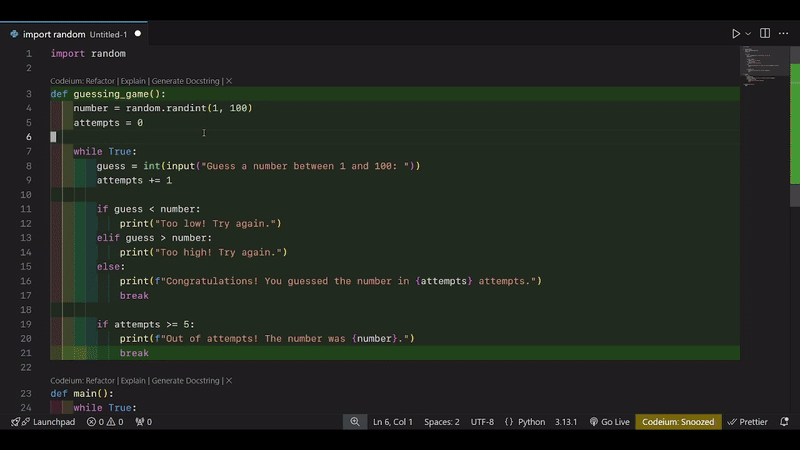 import random Untitled-1
1 import random
2
Codeium: Refactor | Explain | Generate Docstring | X
3 def guessing_game():
4 number = random.randint(1, 100)
5 attempts = 0
6
7 while True:
8 guess = int(input("Guess a number between 1 and 100: "))
9 attempts += 1
10
11 if guess < number:
12 print("Too low! Try again.")
13 elif guess > number:
14 print("Too high! Try again.")
15 else:
16 print(f"Congratulations! You guessed the number in {attempts} attempts.")
17 break
18
19 if attempts >= 5:
20 print(f"Out of attempts! The number was {number}.")
21 break
22
Codeium: Refactor | Explain | Generate Docstring | X
23 def main():
24 while True:
Launchpad 0 0 0 Ln 6, Col 1 Spaces: 2 UTF-8 {} Python 3.13.1 Go Live Codeium: Snoozed Prettier